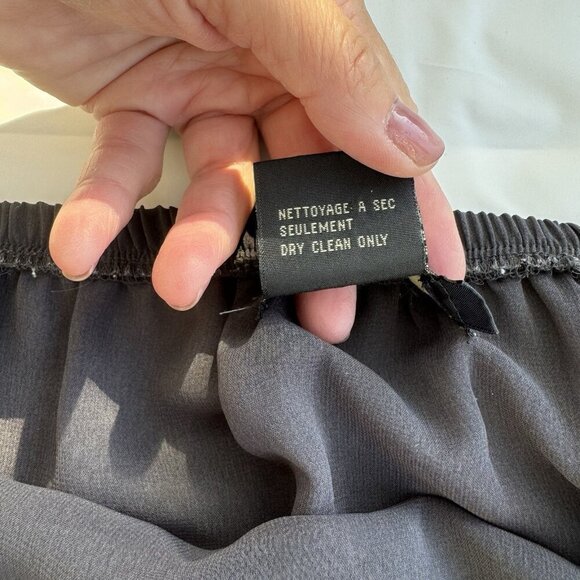 NETTOYAGE A SEC
SEULEMENT
DRY CLEAN ONLY